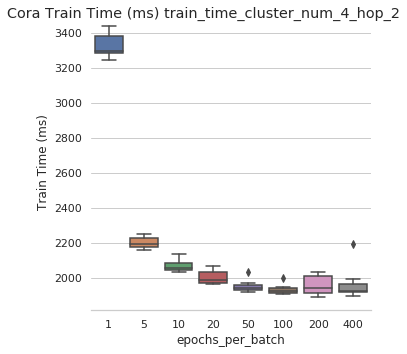 Cora Train Time (ms) train_time_cluster_num_4_hop_2
3400
3200
3000
2800
2600
2400
2200
2000
Train Time (ms)
1 5 10 20 50 100 200 400
epochs_per_batch